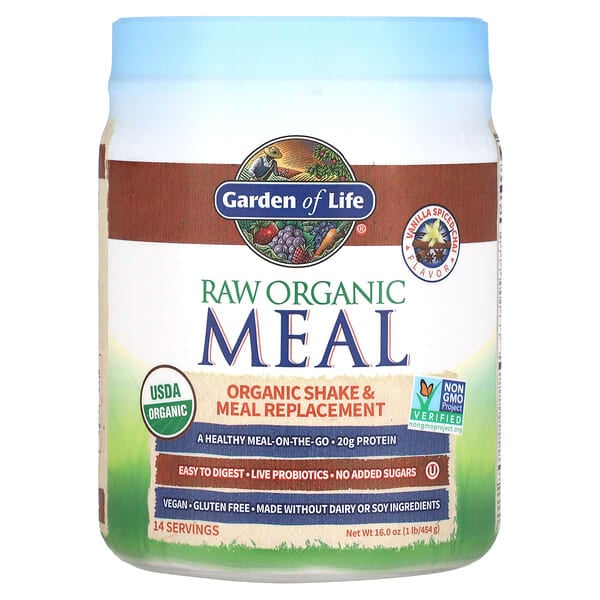 Garden of Life®
VANILLA SPICED CHAI
FLAVOR
RAW ORGANIC
MEAL
USDA
ORGANIC
ORGANIC SHAKE &
MEAL REPLACEMENT
NON
GMO
Project
VERIFIED
nongmoproject.org
A HEALTHY MEAL-ON-THE-GO • 20g PROTEIN
EASY TO DIGEST • LIVE PROBIOTICS • NO ADDED SUGARS U
VEGAN • GLUTEN FREE • MADE WITHOUT DAIRY OR SOY INGREDIENTS
14 SERVINGS
Net Wt 16.0 oz (1 lb/454g)